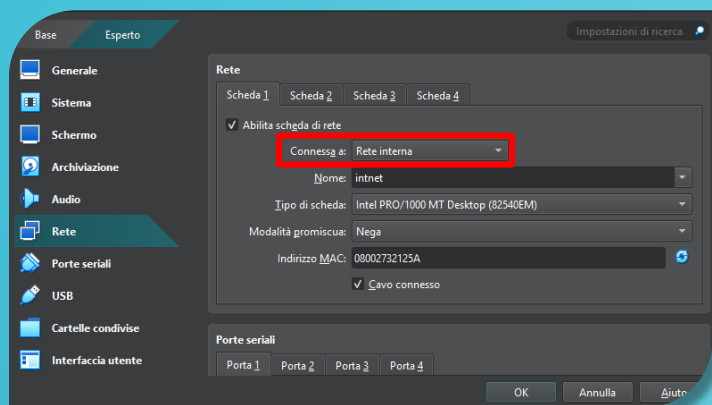 Base Esperto
Impostazioni di ricerca
Generale
Sistema
Schermo
Archiviazione
Audio
Rete
Porte seriali
USB
Cartelle condivise
Interfaccia utente
Rete
Scheda 1 Scheda 2 Scheda 3 Scheda 4
Abilita scheda di rete
Connessa a: Rete interna
Nome: intnet
Tipo di scheda: Intel PRO/1000 MT Desktop (82540EM)
Modalità promiscua: Nega
Indirizzo MAC: 08002732125A
Cavo connesso
Porte seriali
Porta 1 Porta 2 Porta 3 Porta 4
OK Annulla Aiuto